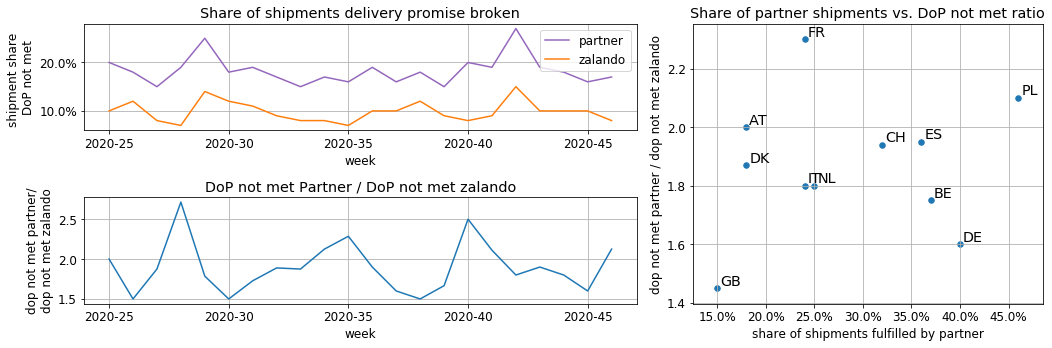 Share of shipments delivery promise broken
shipment share
DoP not met
20.0%
10.0%
partner
zalando
2020-25
2020-30
2020-35
2020-40
2020-45
week
DoP not met Partner / DoP not met zalando
dop not met partner/
dop not met zalando
2.5
2.0
1.5
2020-25
2020-30
2020-35
2020-40
2020-45
week
Share of partner shipments vs. DoP not met ratio
dop not met partner / dop not met zalando
2.2
2.0
1.8
1.6
1.4
FR
PL
AT
ES
CH
DK
IT
NL
BE
DE
GB
15.0%
20.0%
25.0%
30.0%
35.0%
40.0%
45.0%
share of shipments fulfilled by partner